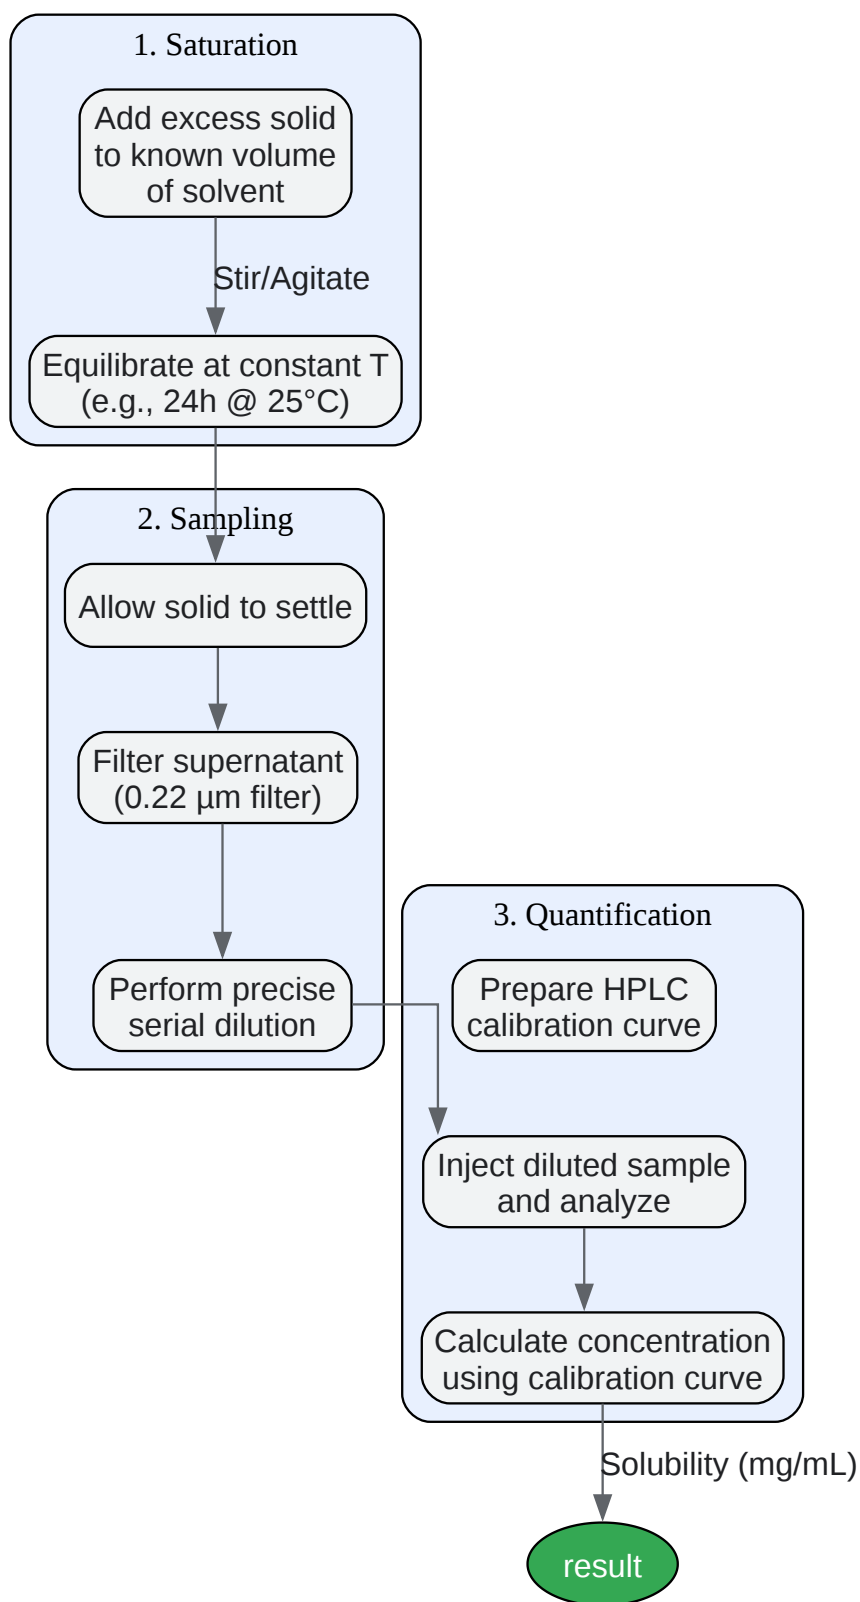 1. Saturation
Add excess solid
to known volume
of solvent
Stir/Agitate
Equilibrate at constant T
(e.g., 24h @ 25°C)
2. Sampling
Allow solid to settle
Filter supernatant
(0.22 µm filter)
Perform precise
serial dilution
3. Quantification
Prepare HPLC
calibration curve
Inject diluted sample
and analyze
Calculate concentration
using calibration curve
Solubility (mg/mL)
result